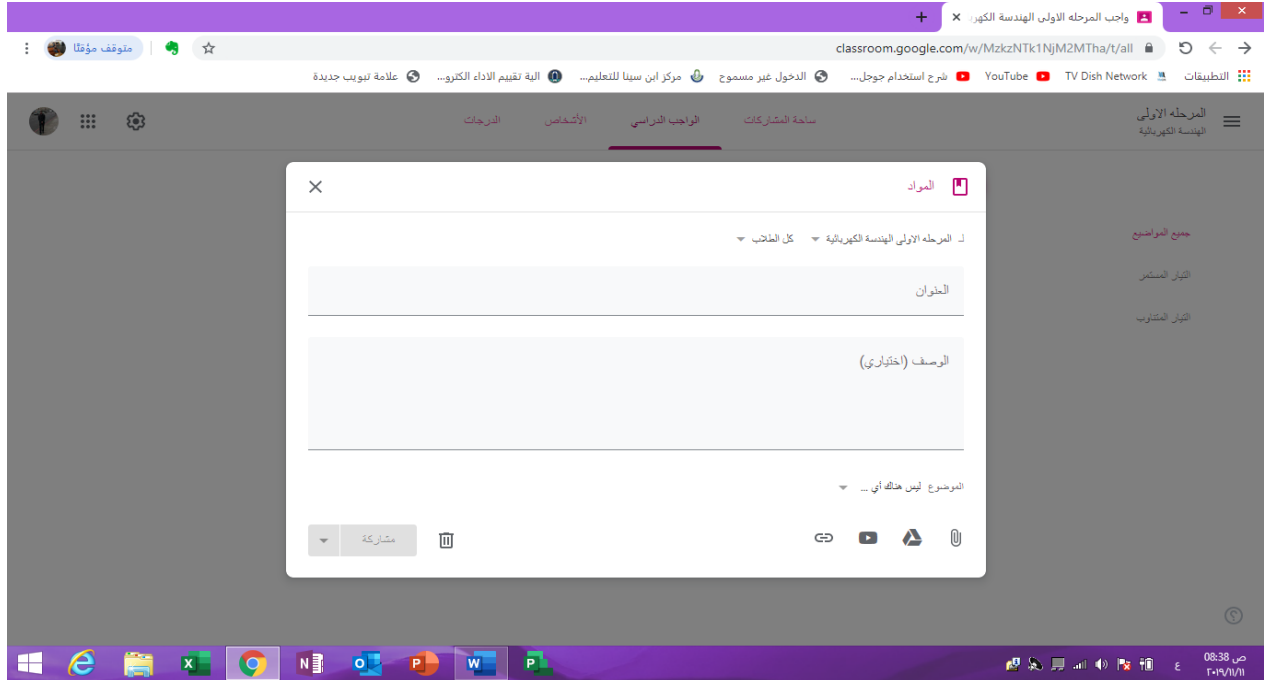 واجب المرحله الاولى الهندسة الكهرب
classroom.google.com/w/MzkzNTk1NjM2MTha/t/all
متوقف مؤقتًا
التطبيقات
TV Dish Network
YouTube
شرح استخدام جوجل...
الدخول غير مسموح
مركز ابن سينا للتعليم...
الية تقييم الاداء الكترو...
علامة تبويب جديدة
المرحله الاولى
الهندسة الكهربائية
ساحة المشاركات
الواجب الدراسي
الأشخاص
الدرجات
المواد
لـ المرحله الاولى الهندسة الكهربائية
كل الطلاب
العنوان
الوصف (اختياري)
الموضوع ليس هناك أي ...
مشاركة
جميع المواضيع
التيار المستمر
التيار المتناوب
ع
08:38 ص
٢٠١٩/١١/١١